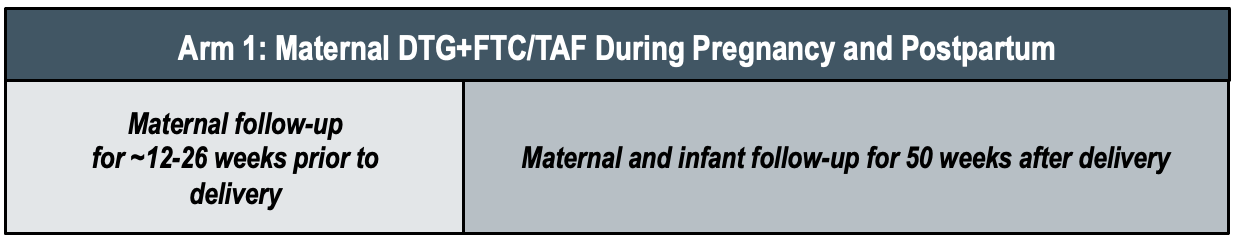 Arm 1: Maternal DTG+FTC/TAF During Pregnancy and Postpartum
Maternal follow-up
for ~12-26 weeks prior to
delivery
Maternal and infant follow-up for 50 weeks after delivery